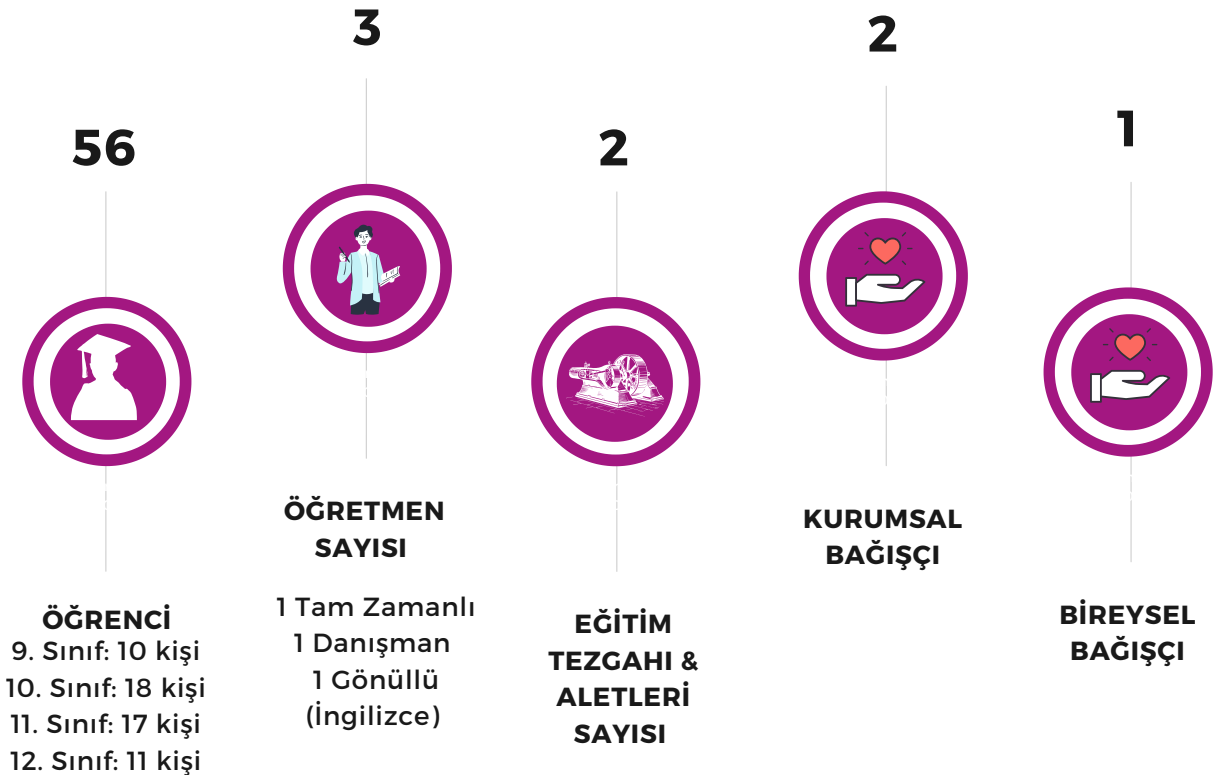 56
ÖĞRENCİ
9. Sınıf: 10 kişi
10. Sınıf: 18 kişi
11. Sınıf: 17 kişi
12. Sınıf: 11 kişi
3
ÖĞRETMEN
SAYISI
1 Tam Zamanlı
1 Danışman
1 Gönüllü
(İngilizce)
2
EĞİTİM
TEZGAHI &
ALETLERİ
SAYISI
2
KURUMSAL
BAĞIŞÇI
1
BİREYSEL
BAĞIŞÇI